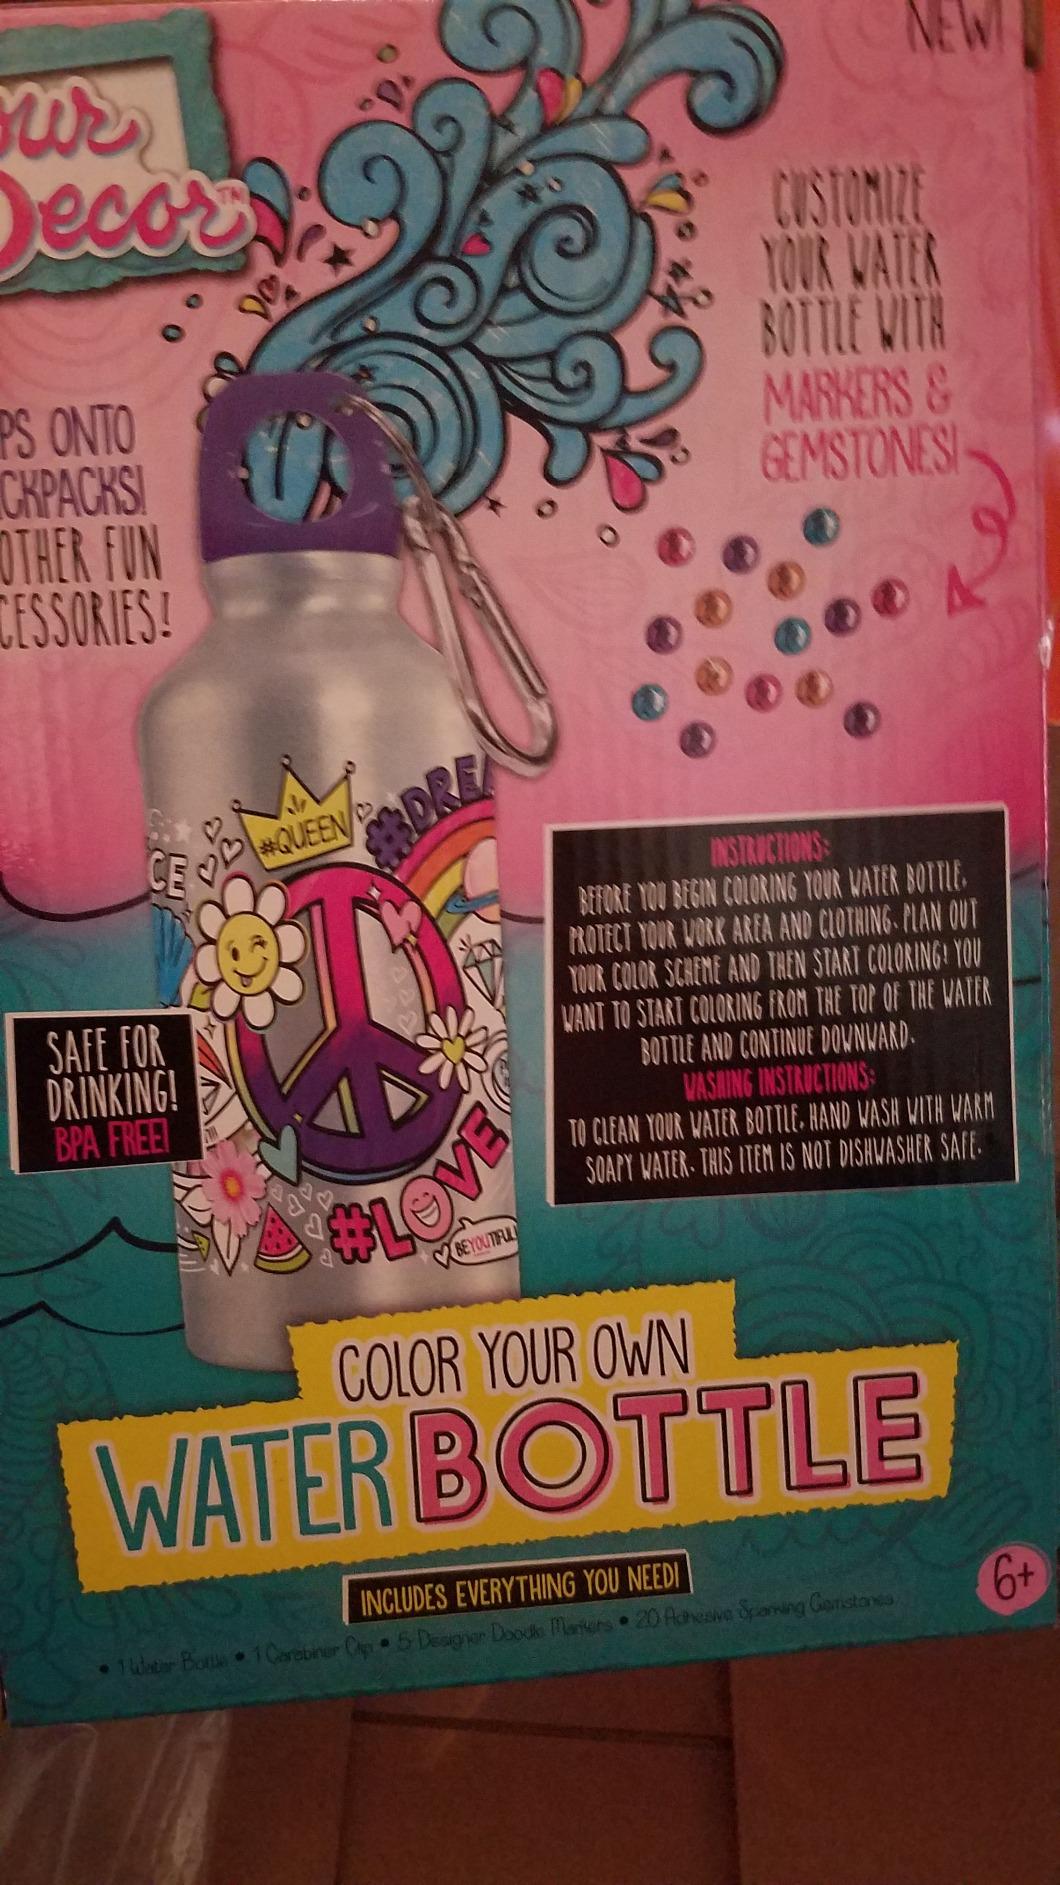 NEW!
our
Decor™
CUSTOMIZE
YOUR WATER
BOTTLE WITH
MARKERS &
GEMSTONES!
PS ONTO
CKPACKS!
OTHER FUN
CESSORIES!
#QUEEN
#DREA
CE
#LOVE
BEYOUTIFUL
SAFE FOR
DRINKING!
BPA FREE!
INSTRUCTIONS:
BEFORE YOU BEGIN COLORING YOUR WATER BOTTLE,
PROTECT YOUR WORK AREA AND CLOTHING. PLAN OUT
YOUR COLOR SCHEME AND THEN START COLORING! YOU
WANT TO START COLORING FROM THE TOP OF THE WATER
BOTTLE AND CONTINUE DOWNWARD.
WASHING INSTRUCTIONS:
TO CLEAN YOUR WATER BOTTLE, HAND WASH WITH WARM
SOAPY WATER. THIS ITEM IS NOT DISHWASHER SAFE.
COLOR YOUR OWN
WATER BOTTLE
INCLUDES EVERYTHING YOU NEED!
• 1 Water Bottle • 1 Carabiner Clip • 5 Designer Doodle Markers • 20 Adhesive Sparkling Gemstones
6+